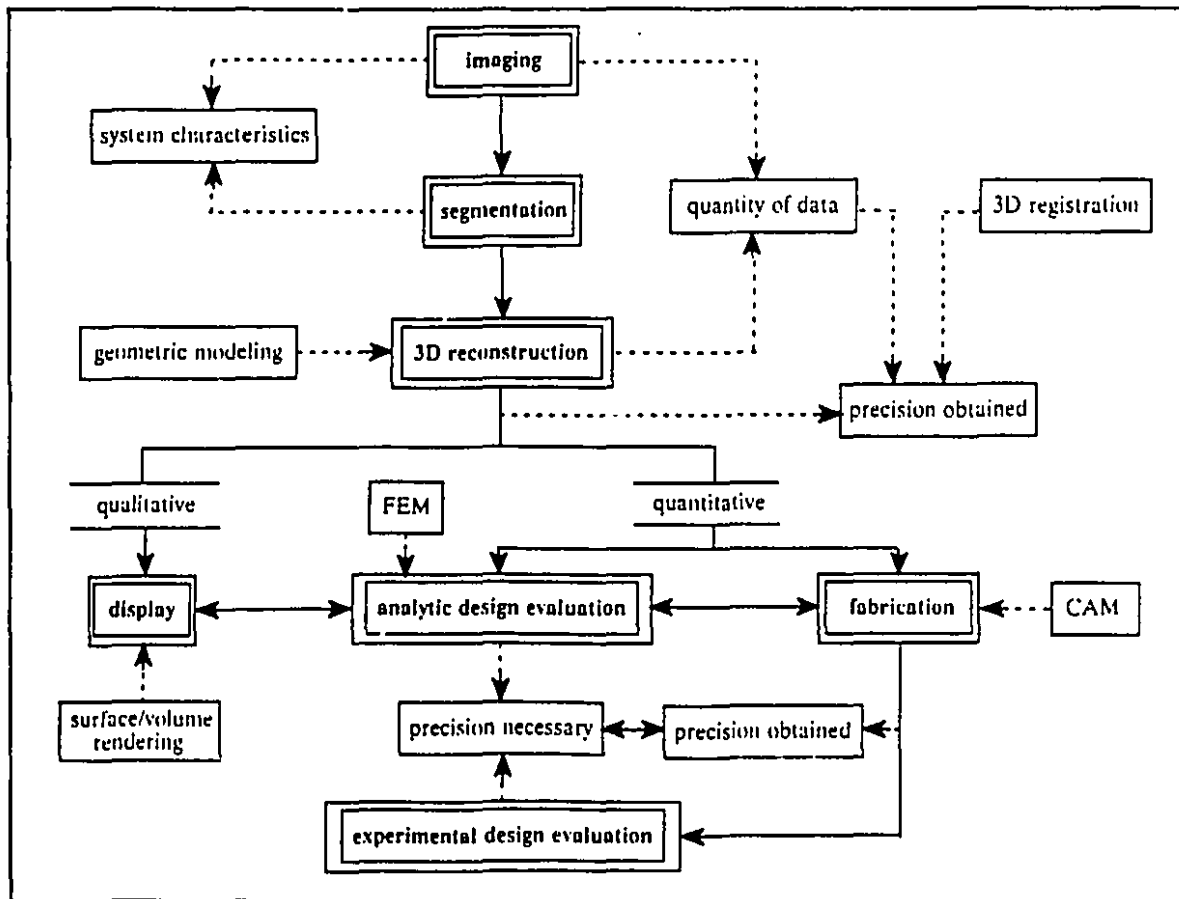 imaging
system characteristics
segmentation
quantity of data
3D registration
geometric modeling
3D reconstruction
precision obtained
qualitative
FEM
quantitative
display
analytic design evaluation
fabrication
CAM
surface/volume
rendering
precision necessary
precision obtained
experimental design evaluation